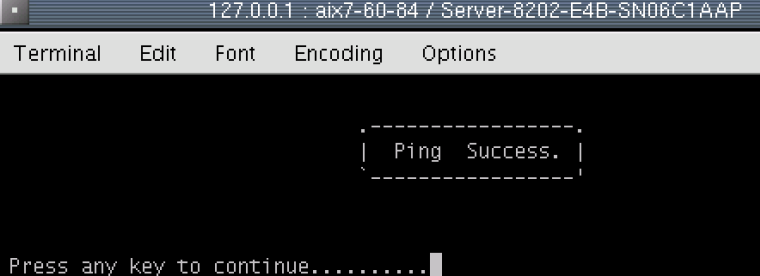 127.0.0.1 : aix7-60-84 / Server-8202-E4B-SN06C1AAP
Terminal Edit Font Encoding Options
.-----------------.
| Ping Success. |
`-----------------'
Press any key to continue..........